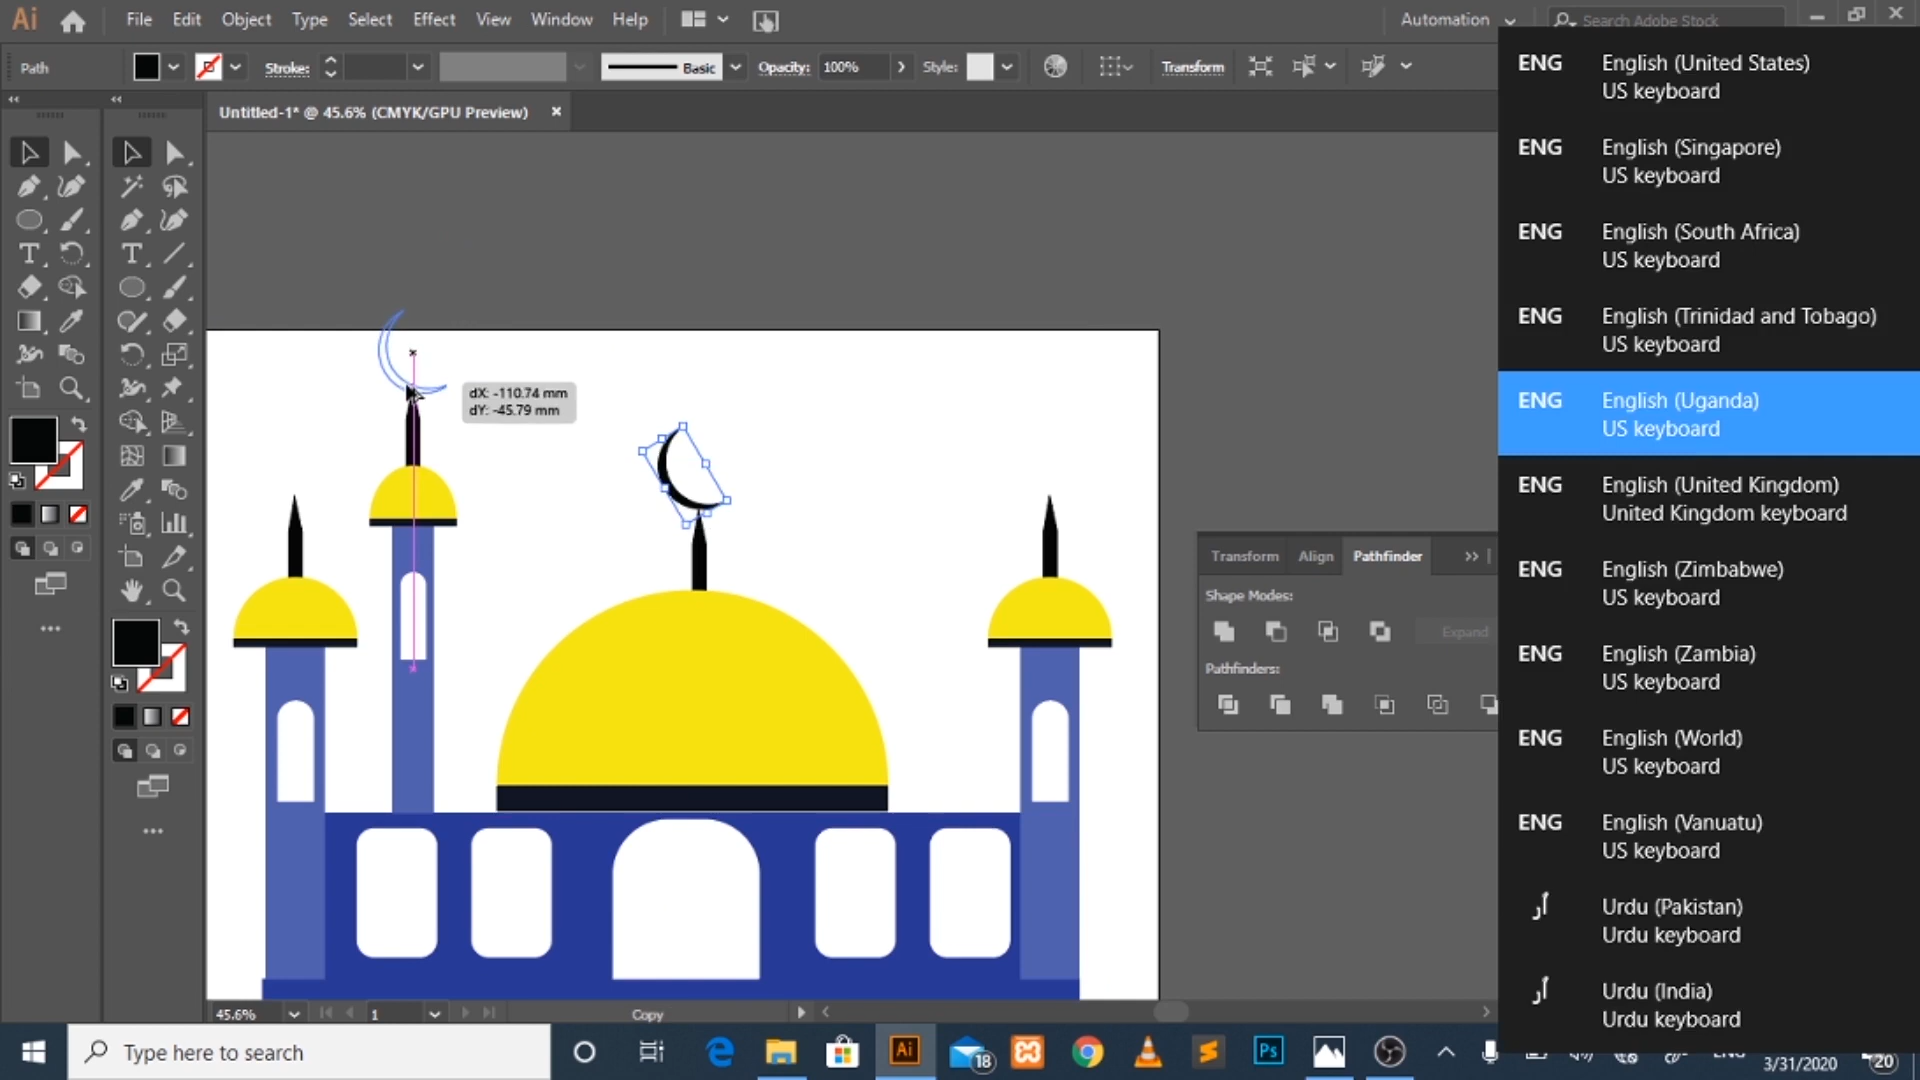 Ai
File Edit Object Type Select Effect View Window Help
Automation
Search Adobe Stock
Path
Stroke:
Basic
Opacity: 100%
Style:
Transform
Untitled-1* @ 45.6% (CMYK/GPU Preview)
dX: -110.74 mm
dY: -45.79 mm
Transform Align Pathfinder
Shape Modes:
Expand
Pathfinders:
45.6%
1
Copy
ENG English (United States)
US keyboard
ENG English (Singapore)
US keyboard
ENG English (South Africa)
US keyboard
ENG English (Trinidad and Tobago)
US keyboard
ENG English (Uganda)
US keyboard
ENG English (United Kingdom)
United Kingdom keyboard
ENG English (Zimbabwe)
US keyboard
ENG English (Zambia)
US keyboard
ENG English (World)
US keyboard
ENG English (Vanuatu)
US keyboard
اُر Urdu (Pakistan)
Urdu keyboard
اُر Urdu (India)
Urdu keyboard
Type here to search
Ai
18
Ps
ENG
3/31/2020
20